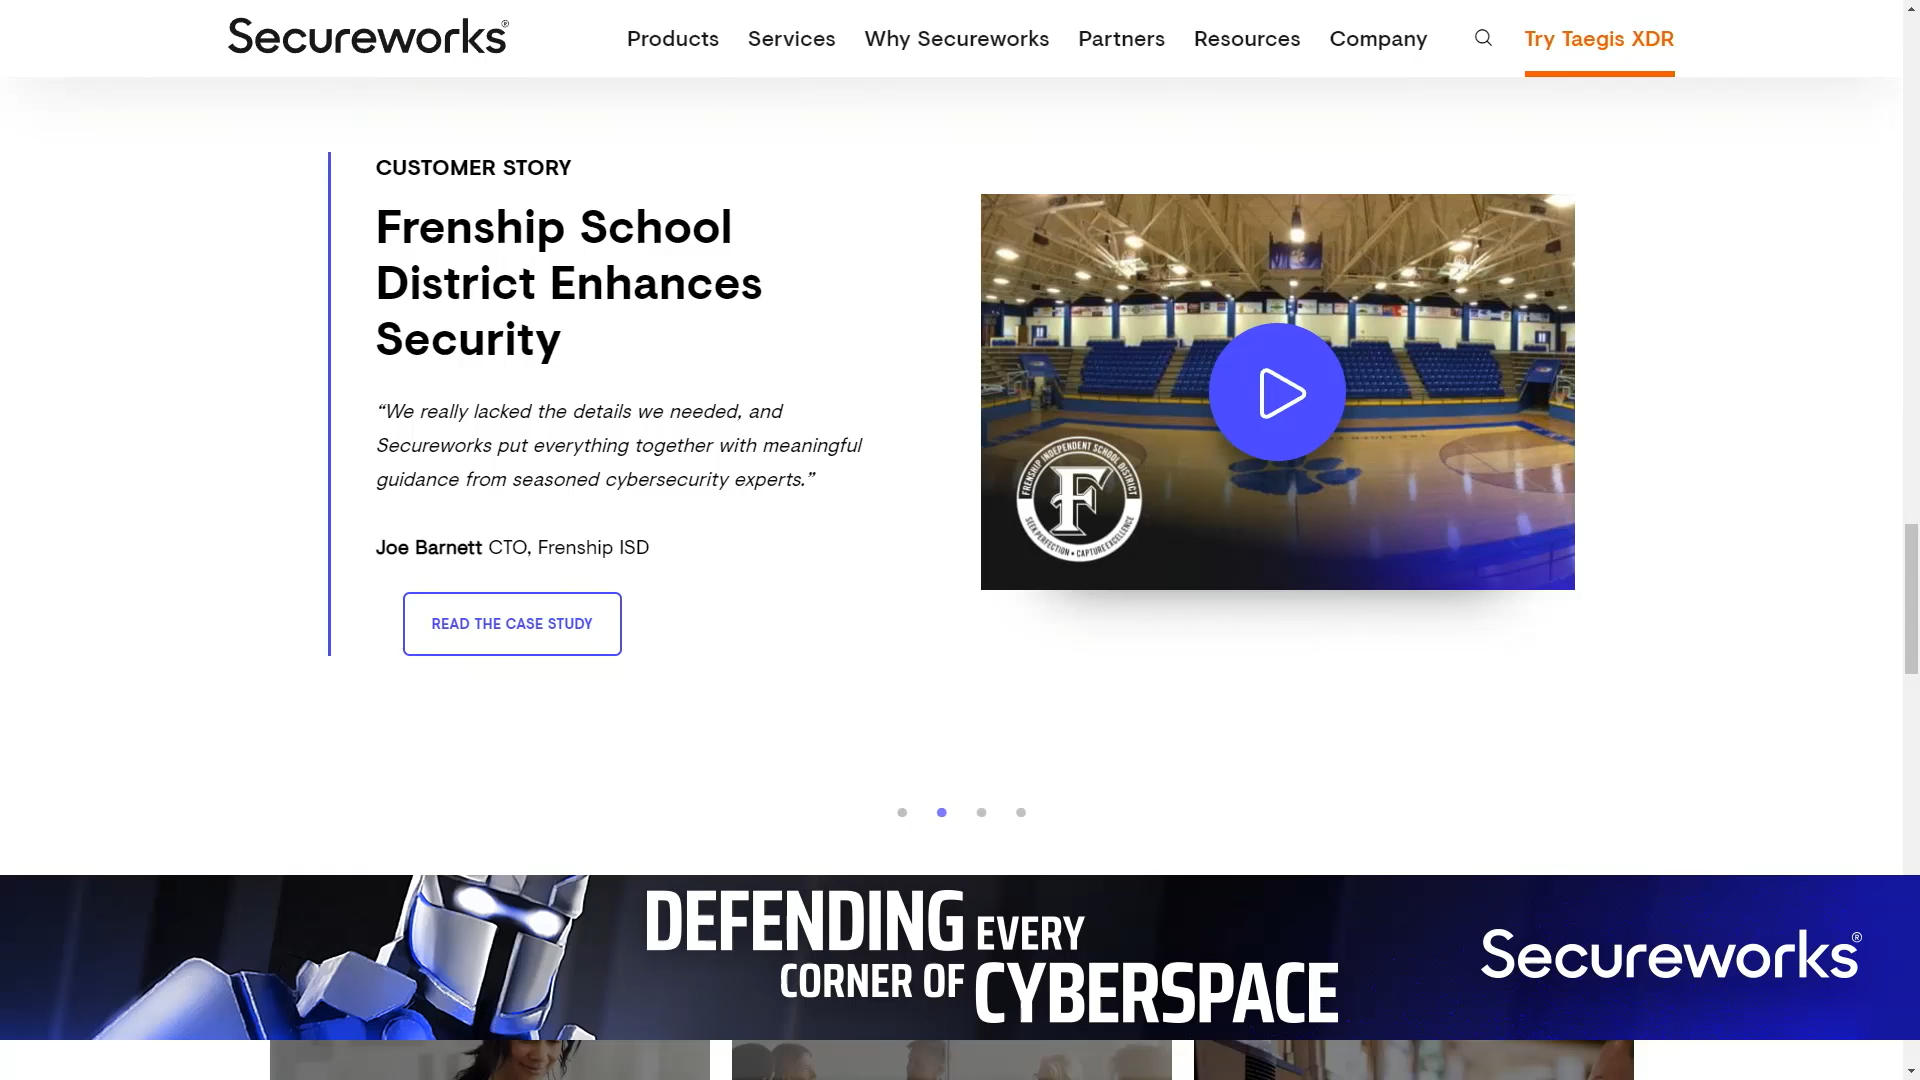 Secureworks®
Products
Services
Why Secureworks
Partners
Resources
Company
Try Taegis XDR
CUSTOMER STORY
Frenship School
District Enhances
Security
“We really lacked the details we needed, and
Secureworks put everything together with meaningful
guidance from seasoned cybersecurity experts.”
Joe Barnett CTO, Frenship ISD
READ THE CASE STUDY
FRENSHIP INDEPENDENT SCHOOL DISTRICT
F
SEEK PERFECTION • CAPTURE EXCELLENCE
DEFENDING EVERY
CORNER OF CYBERSPACE
Secureworks®